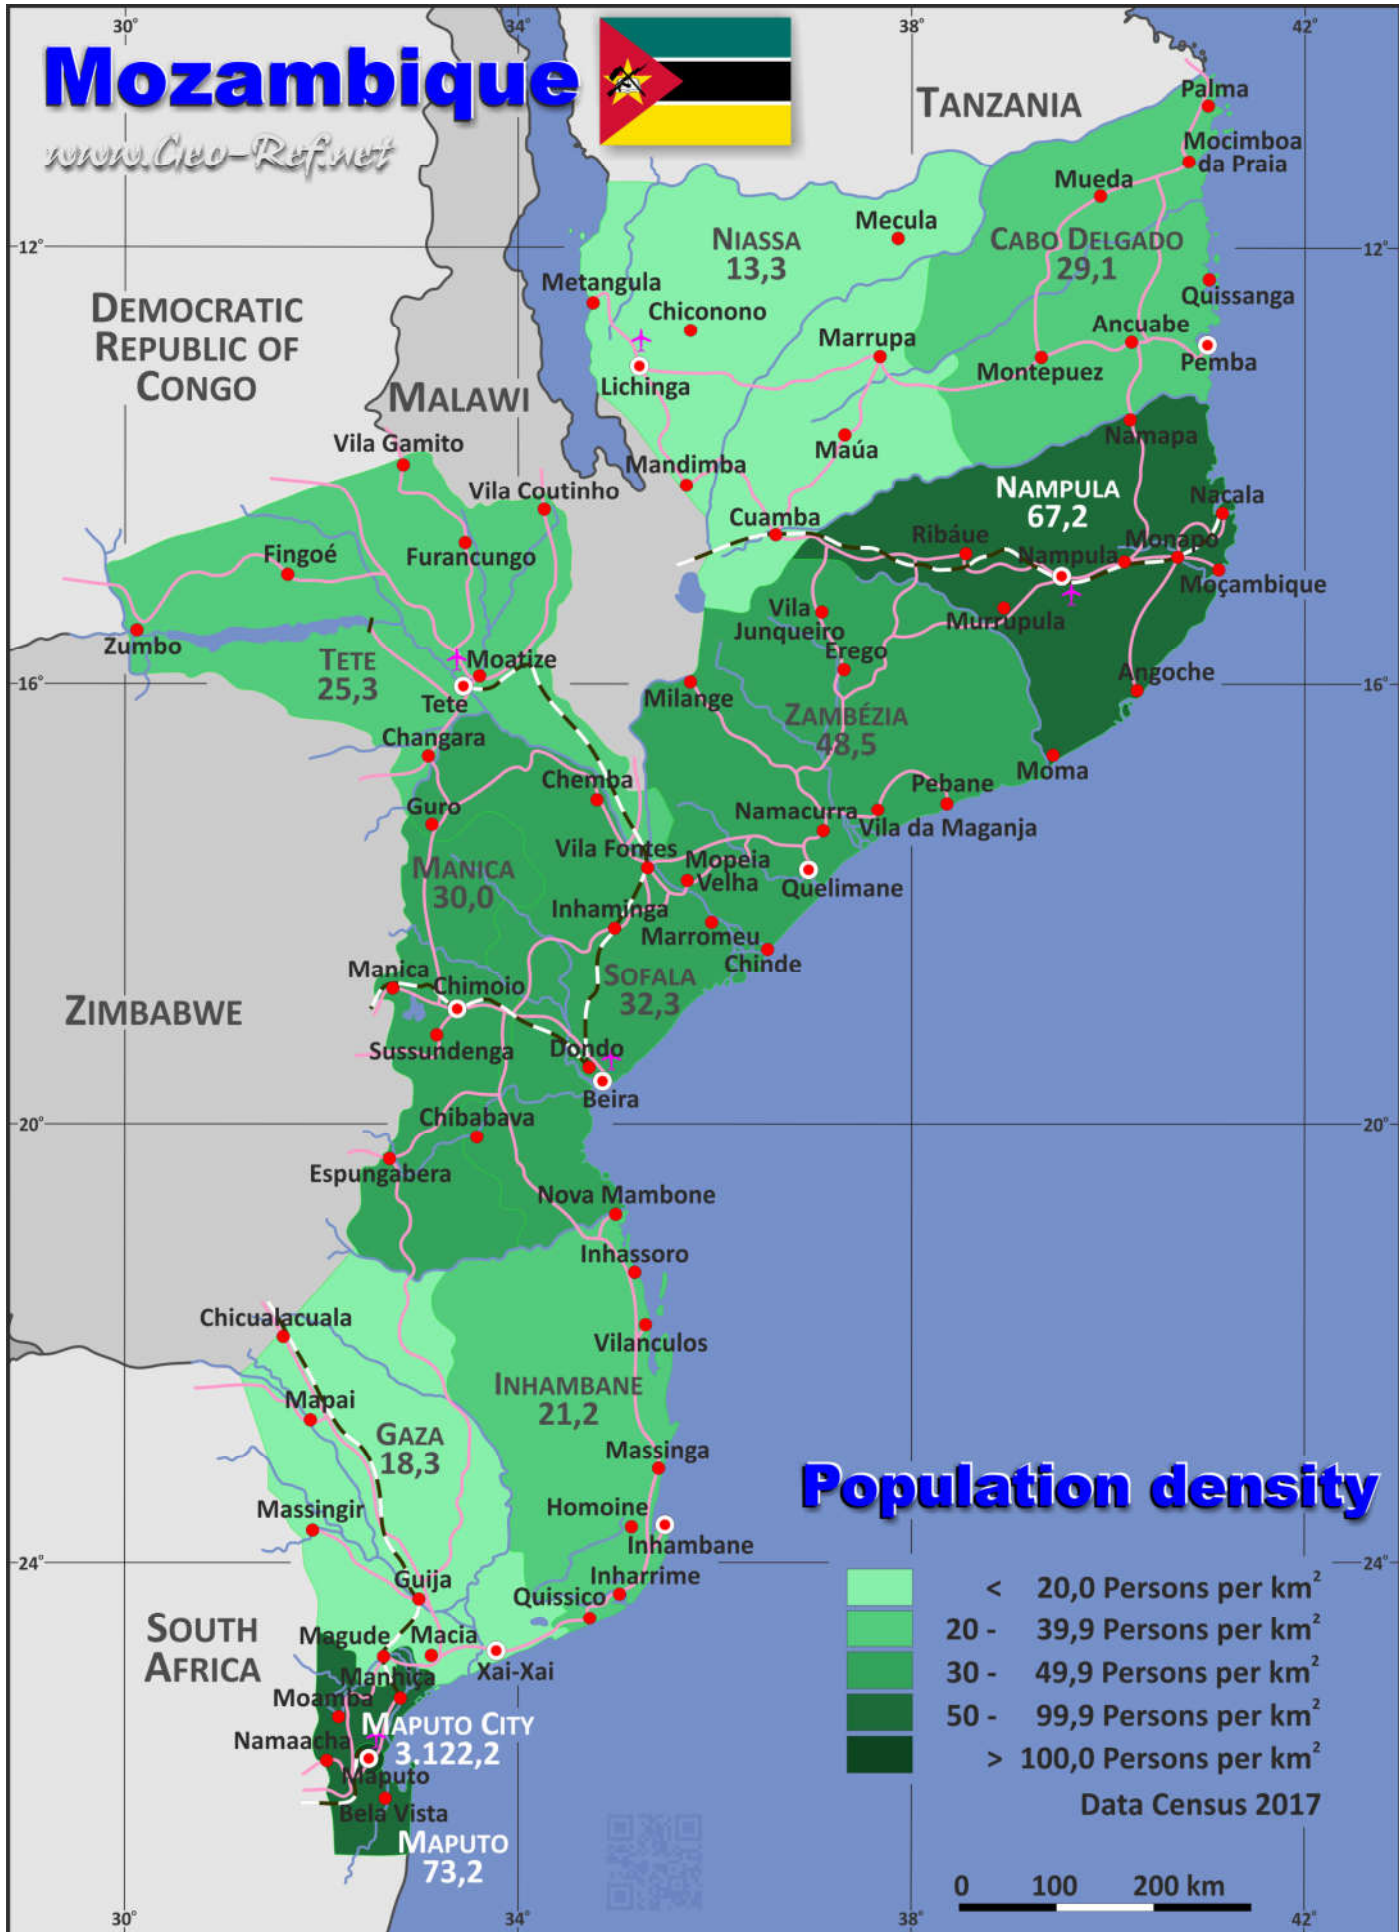 30°
34°
38°
42°
Mozambique
www.Geo-Ref.net
TANZANIA
Palma
Mocimboa
da Praia
Mueda
Mecula
NIASSA
13,3
CABO DELGADO
29,1
12°
12°
Metangula
Quissanga
DEMOCRATIC
REPUBLIC OF
CONGO
Chiconono
Ancuabe
Marrupa
Montepuez
Pemba
Lichinga
MALAWI
Vila Gamito
Maúa
Namapa
Mandimba
Vila Coutinho
NAMPULA
67,2
Nacala
Cuamba
Ribáue
Monapo
Fingoé
Furancungo
Nampula
Moçambique
Vila
Junqueiro
Murrupula
Zumbo
Erego
TETE
25,3
Moatize
Angoche
16°
16°
Tete
Milange
ZAMBÉZIA
48,5
Changara
Moma
Chemba
Pebane
Guro
Namacurra
Vila da Maganja
Vila Fontes
MANICA
30,0
Mopeia
Velha
Quelimane
Inhaminga
Marromeu
Chinde
Manica
Chimoio
SOFALA
32,3
ZIMBABWE
Sussundenga
Dondo
Beira
20°
20°
Chibabava
Espungabera
Nova Mambone
Inhassoro
Chicualacuala
Vilanculos
Mapai
INHAMBANE
21,2
GAZA
18,3
Massinga
Massingir
Homoine
Inhambane
24°
24°
Guija
Inharrime
Quissico
SOUTH
AFRICA
Magude
Macia
Manhiça
Xai-Xai
Moamba
MAPUTO CITY
3.122,2
Namaacha
Maputo
Bela Vista
MAPUTO
73,2
Population density
< 20,0 Persons per km²
20 - 39,9 Persons per km²
30 - 49,9 Persons per km²
50 - 99,9 Persons per km²
> 100,0 Persons per km²
Data Census 2017
0 100 200 km
30°
34°
38°
42°